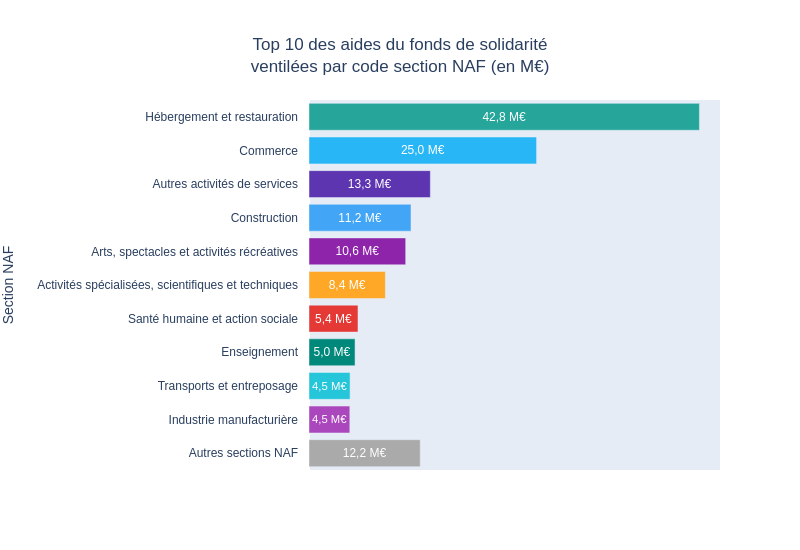 Top 10 des aides du fonds de solidarité
ventilées par code section NAF (en M€)
Section NAF
Hébergement et restauration 42,8 M€
Commerce 25,0 M€
Autres activités de services 13,3 M€
Construction 11,2 M€
Arts, spectacles et activités récréatives 10,6 M€
Activités spécialisées, scientifiques et techniques 8,4 M€
Santé humaine et action sociale 5,4 M€
Enseignement 5,0 M€
Transports et entreposage 4,5 M€
Industrie manufacturière 4,5 M€
Autres sections NAF 12,2 M€